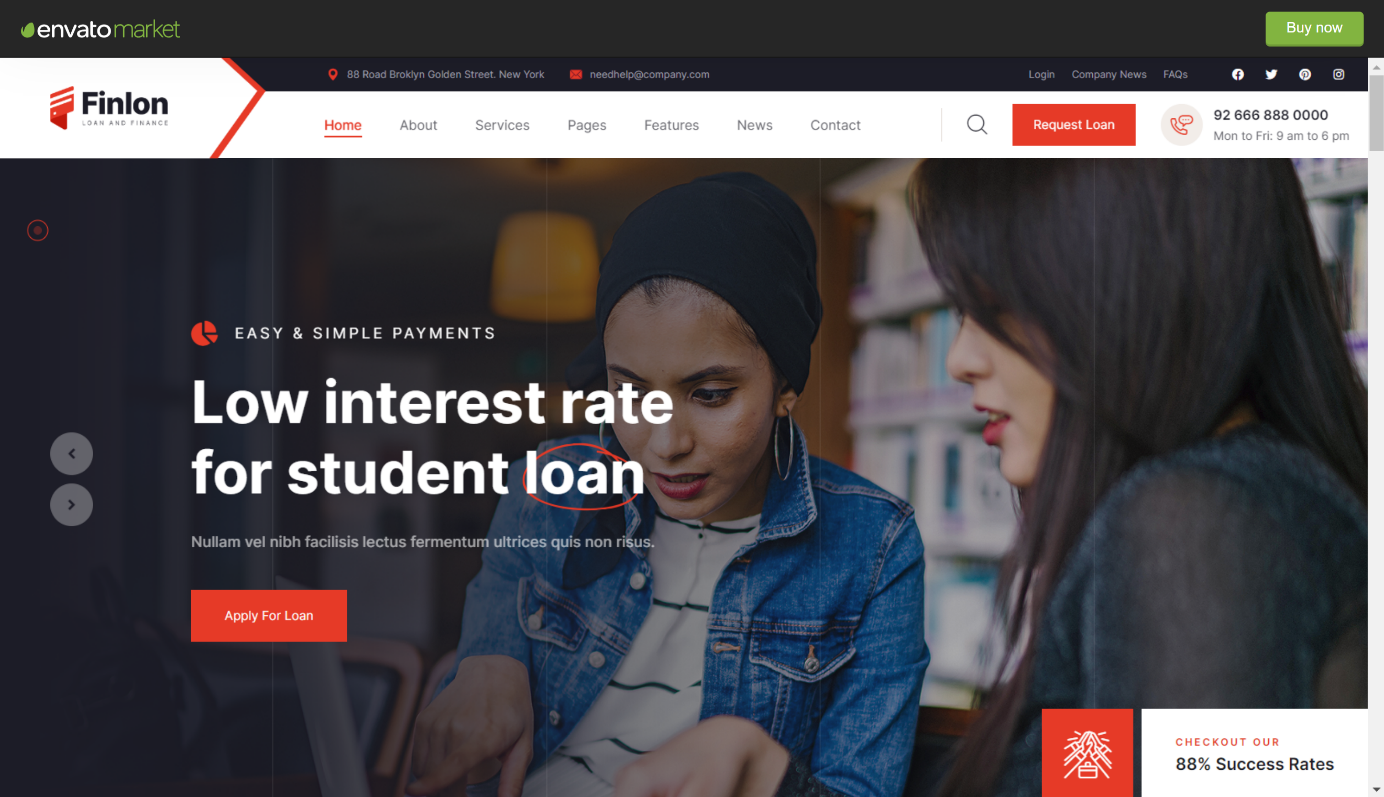 envato market
Buy now
88 Road Broklyn Golden Street. New York
needhelp@company.com
Login
Company News
FAQs
Finlon
LOAN AND FINANCE
Home
About
Services
Pages
Features
News
Contact
Request Loan
92 666 888 0000
Mon to Fri: 9 am to 6 pm
EASY & SIMPLE PAYMENTS
Low interest rate
for student loan
Nullam vel nibh facilisis lectus fermentum ultrices quis non risus.
Apply For Loan
CHECKOUT OUR
88% Success Rates